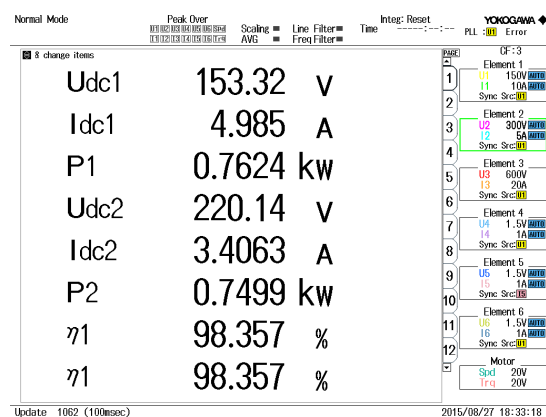 Normal Mode
Peak Over
U1 U2 U3 U4 U5 U6 Spd
I1 I2 I3 I4 I5 I6 Trq
Scaling
AVG
Line Filter
Freq Filter
Integ: Reset
Time -----:--:--
YOKOGAWA
PLL :U1 Error
8 change items
PAGE
CF:3
Udc1 153.32 V
Idc1 4.985 A
P1 0.7624 kW
Udc2 220.14 V
Idc2 3.4063 A
P2 0.7499 kW
η1 98.357 %
η1 98.357 %
1
2
3
4
5
6
7
8
9
10
11
12
Element 1
U1 150V AUTO
I1 10A AUTO
Sync Src:U1
Element 2
U2 300V AUTO
I2 5A AUTO
Sync Src:U1
Element 3
U3 600V
I3 20A
Sync Src:U1
Element 4
U4 1.5V AUTO
I4 1A AUTO
Sync Src:U1
Element 5
U5 1.5V AUTO
I5 1A AUTO
Sync Src:I5
Element 6
U6 1.5V AUTO
I6 1A AUTO
Sync Src:U1
Motor
Spd 20V
Trq 20V
Update 1062 (100msec)
2015/08/27 18:33:18